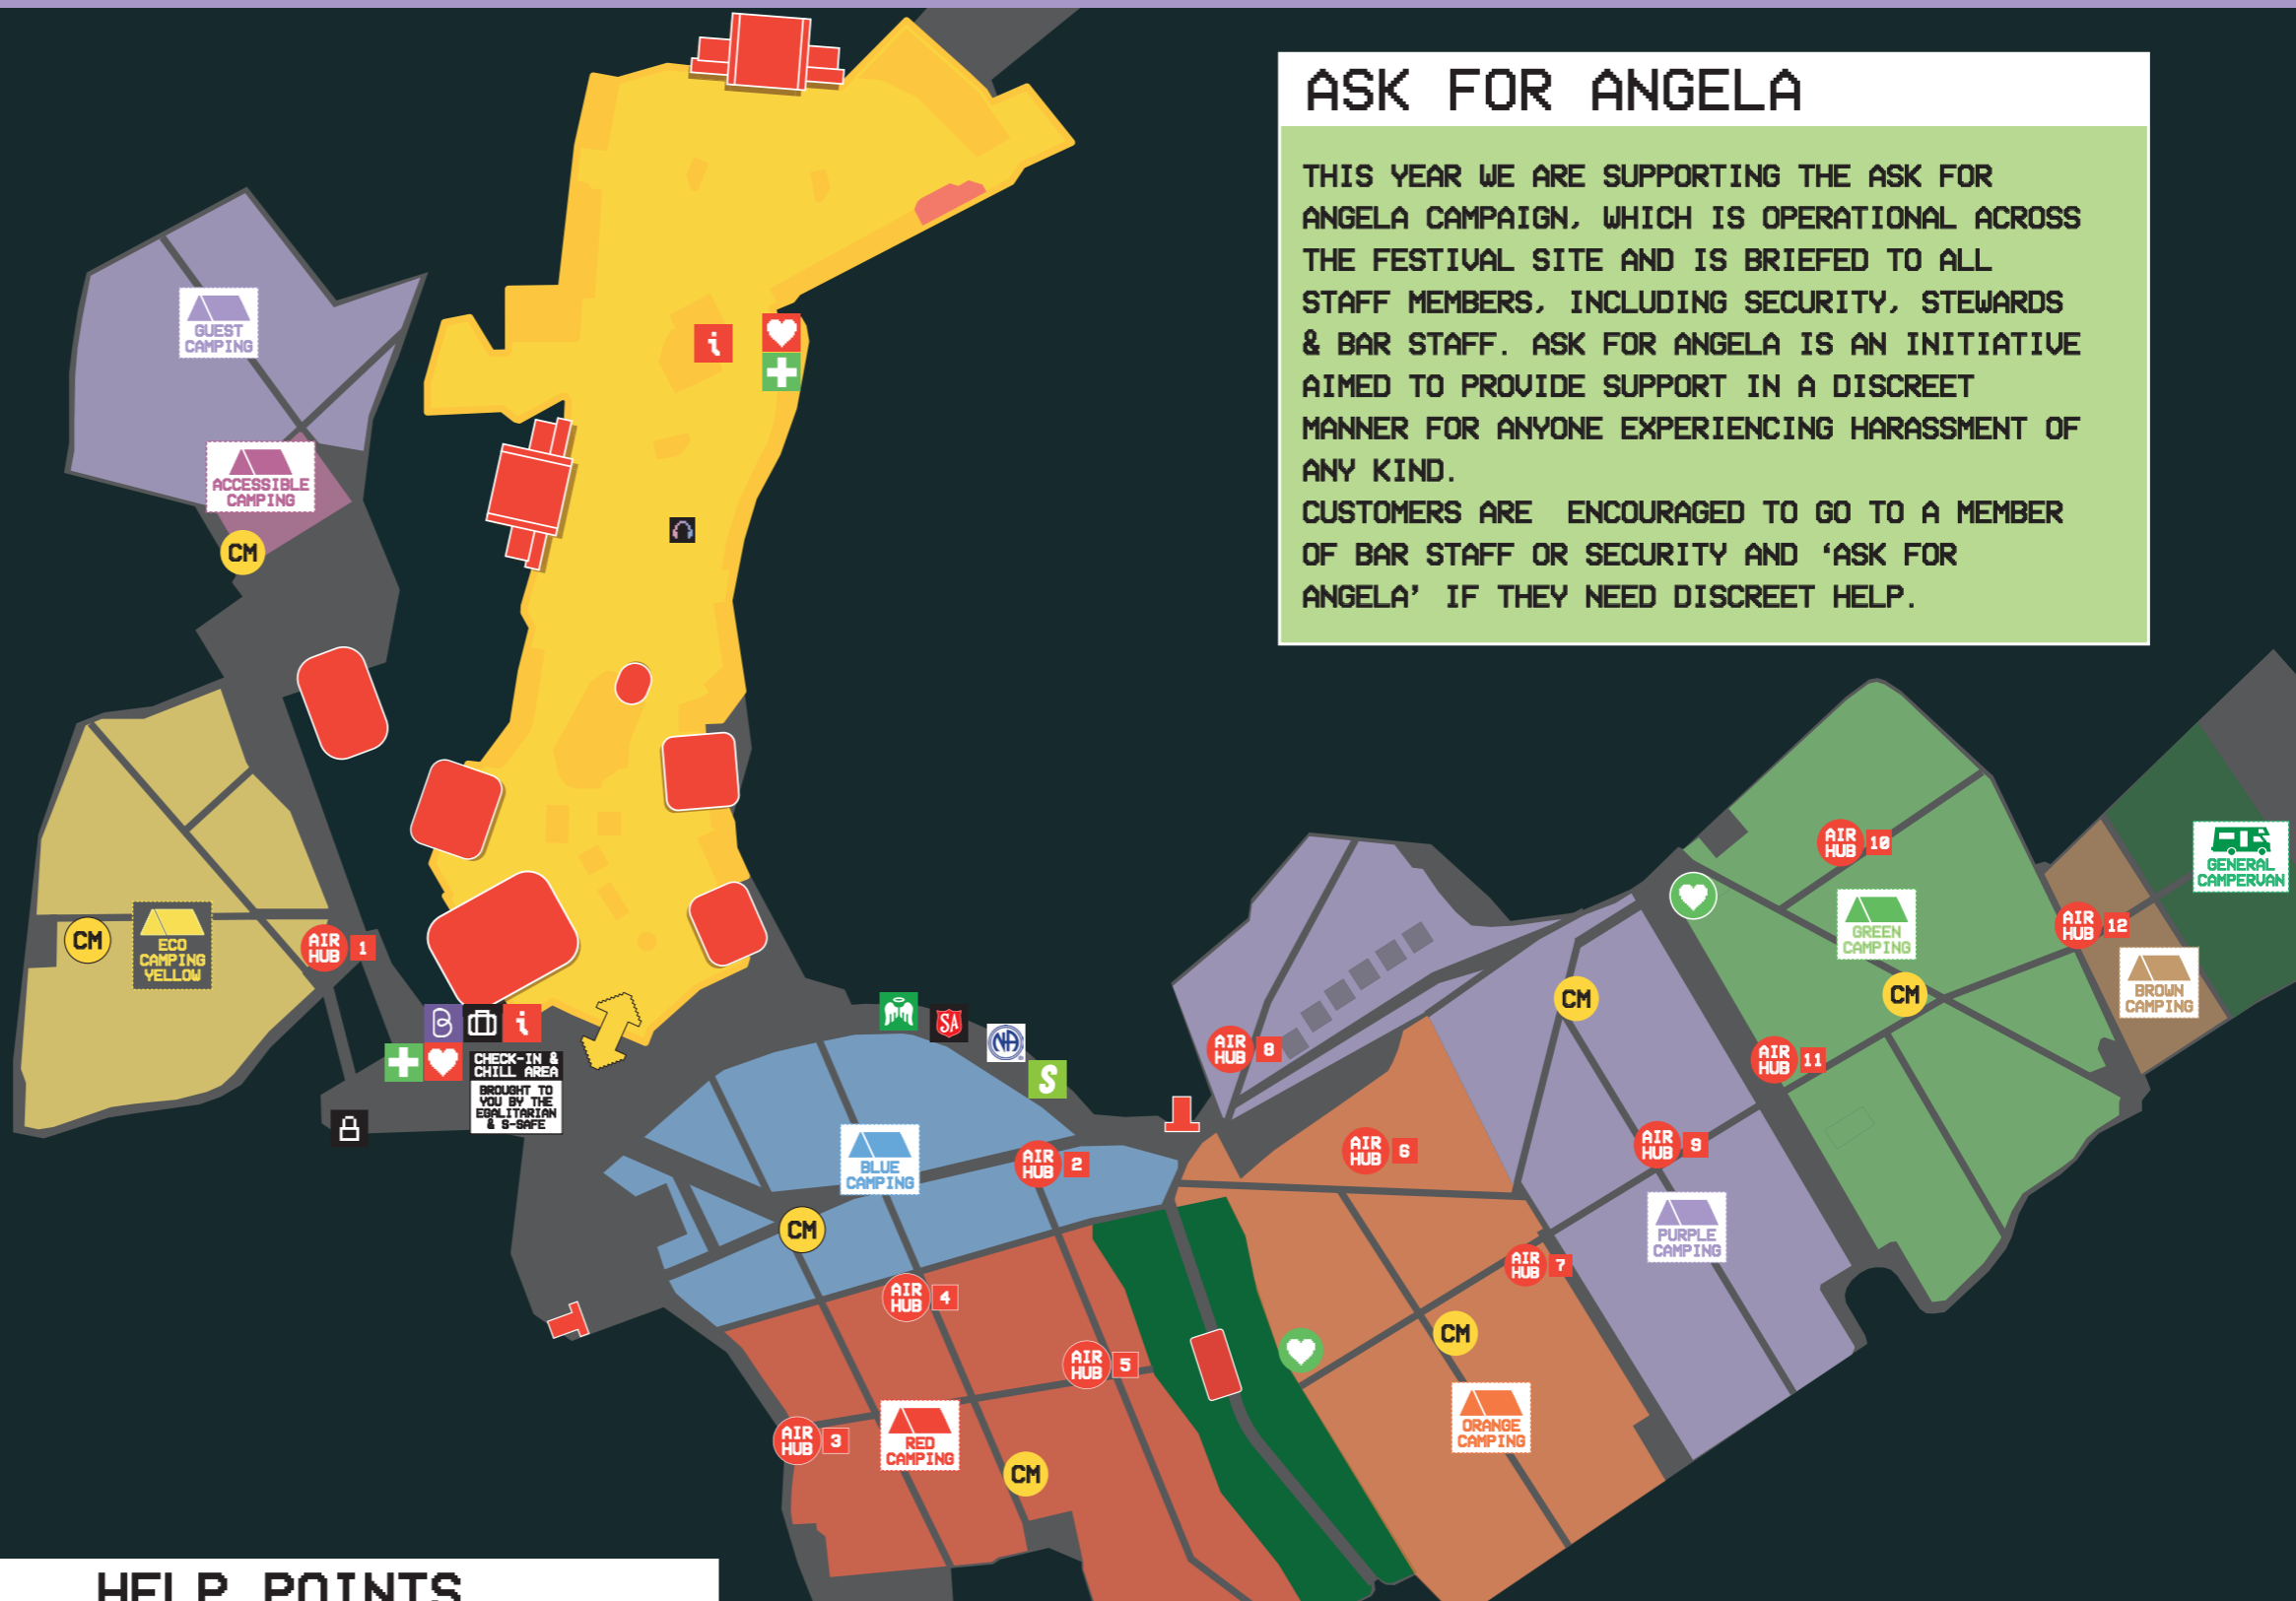 ASK FOR ANGELA
THIS YEAR WE ARE SUPPORTING THE ASK FOR
ANGELA CAMPAIGN, WHICH IS OPERATIONAL ACROSS
THE FESTIVAL SITE AND IS BRIEFED TO ALL
STAFF MEMBERS, INCLUDING SECURITY, STEWARDS
& BAR STAFF. ASK FOR ANGELA IS AN INITIATIVE
AIMED TO PROVIDE SUPPORT IN A DISCREET
MANNER FOR ANYONE EXPERIENCING HARASSMENT OF
ANY KIND.
CUSTOMERS ARE ENCOURAGED TO GO TO A MEMBER
OF BAR STAFF OR SECURITY AND ‘ASK FOR
ANGELA’ IF THEY NEED DISCREET HELP.
GUEST
CAMPING
i
ACCESSIBLE
CAMPING
CM
CM
ECO
CAMPING
YELLOW
AIR
HUB 1
B
i
CHECK-IN &
CHILL AREA
BROUGHT TO
YOU BY THE
EGALITARIAN
& S-SAFE
SA
NA
S
BLUE
CAMPING
AIR
HUB 2
CM
AIR
HUB 4
AIR
HUB 5
AIR
HUB 3
RED
CAMPING
CM
AIR
HUB 8
AIR
HUB 6
CM
AIR
HUB 9
PURPLE
CAMPING
AIR
HUB 7
CM
ORANGE
CAMPING
AIR
HUB 10
GREEN
CAMPING
CM
AIR
HUB 11
AIR
HUB 12
BROWN
CAMPING
GENERAL
CAMPERVAN
HELP POINTS